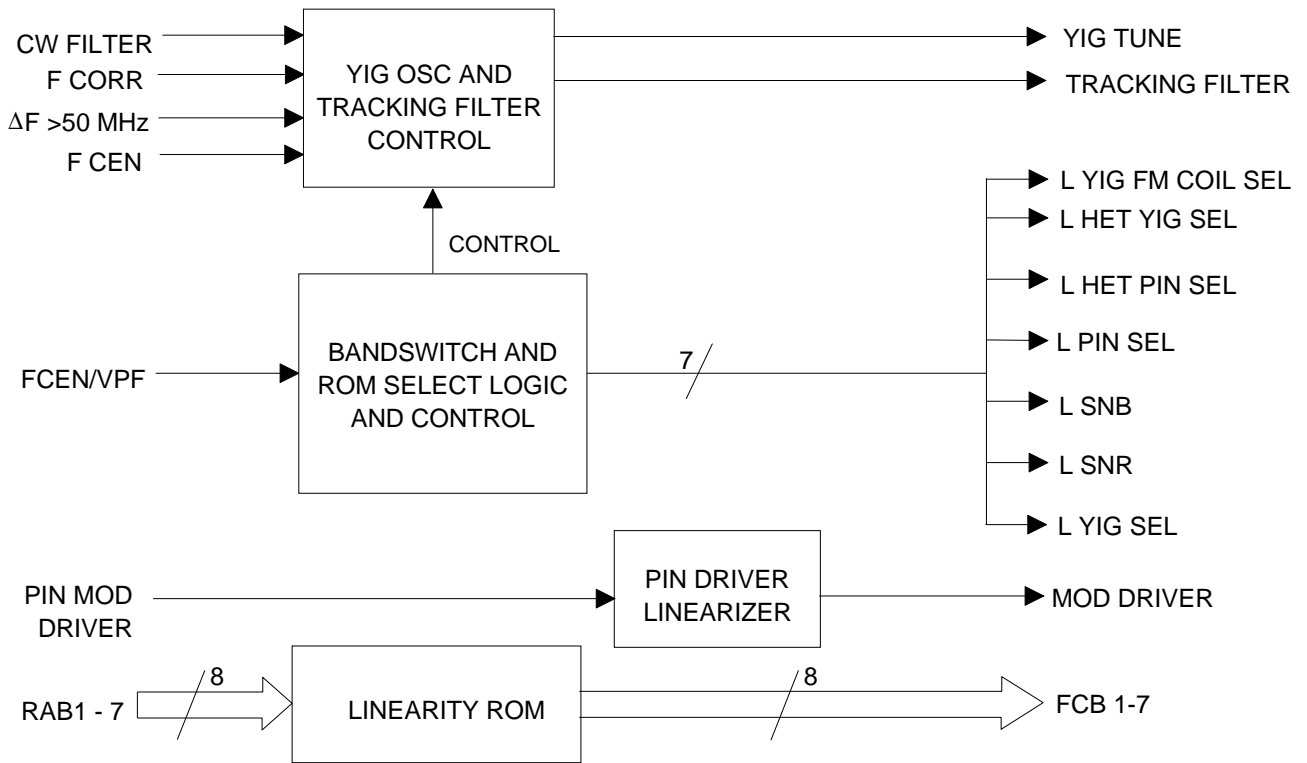 CW FILTER
F CORR
ΔF >50 MHz
F CEN
YIG OSC AND
TRACKING FILTER
CONTROL
YIG TUNE
TRACKING FILTER
CONTROL
FCEN/VPF
BANDSWITCH AND
ROM SELECT LOGIC
AND CONTROL
7
L YIG FM COIL SEL
L HET YIG SEL
L HET PIN SEL
L PIN SEL
L SNB
L SNR
L YIG SEL
PIN MOD
DRIVER
PIN DRIVER
LINEARIZER
MOD DRIVER
RAB1 - 7
8
LINEARITY ROM
8
FCB 1-7